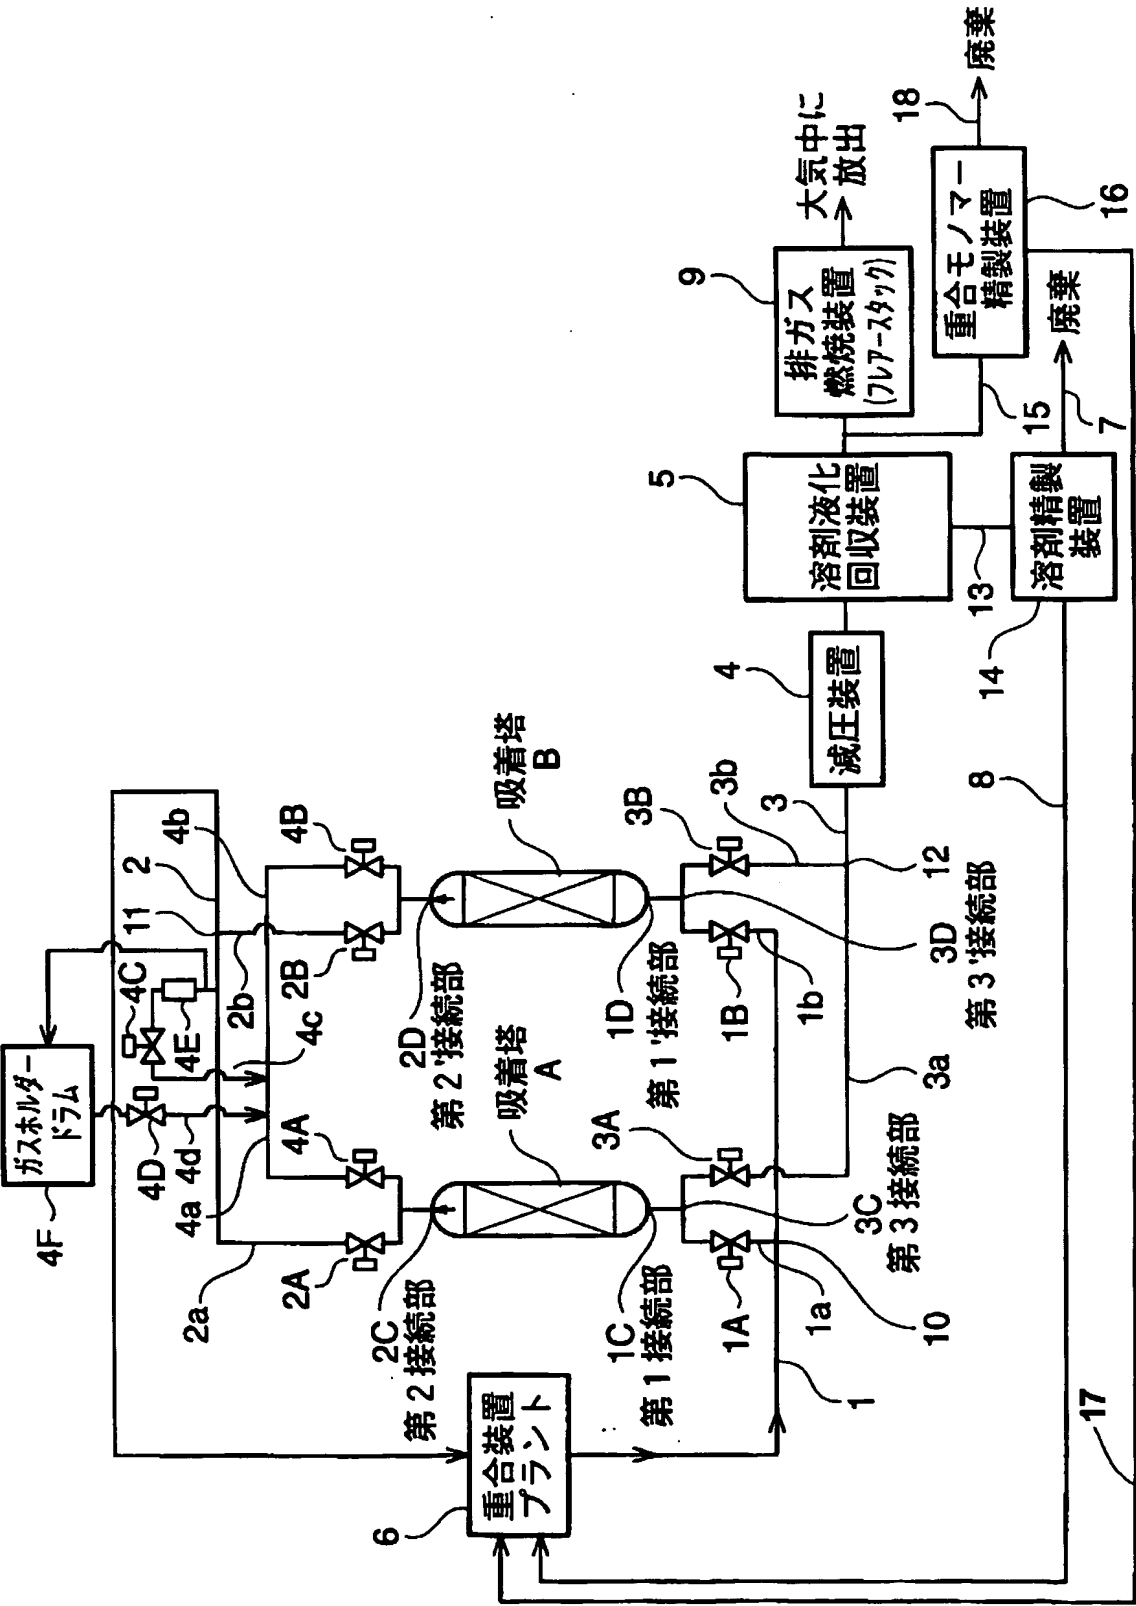 ガスホルダー
ドラム
4F
4D
4d
4C
4E
4c
11
2b
2
4b
4a
2a
2A
4A
2B
4B
2C
第2接続部
2D
第2'接続部
吸着塔
A
吸着塔
B
1C
第1接続部
1D
第1'接続部
1A
1a
10
3A
3C
第3接続部
3a
1B
1b
3B
3b
3D
第3'接続部
12
3
1
重合装置
プラント
6
減圧装置
4
溶剤液化
回収装置
5
13
溶剤精製
装置
14
7
廃棄
8
排ガス
燃焼装置
(フレアースタック)
9
大気中に
放出
15
重合モノマー
精製装置
16
18
廃棄
17